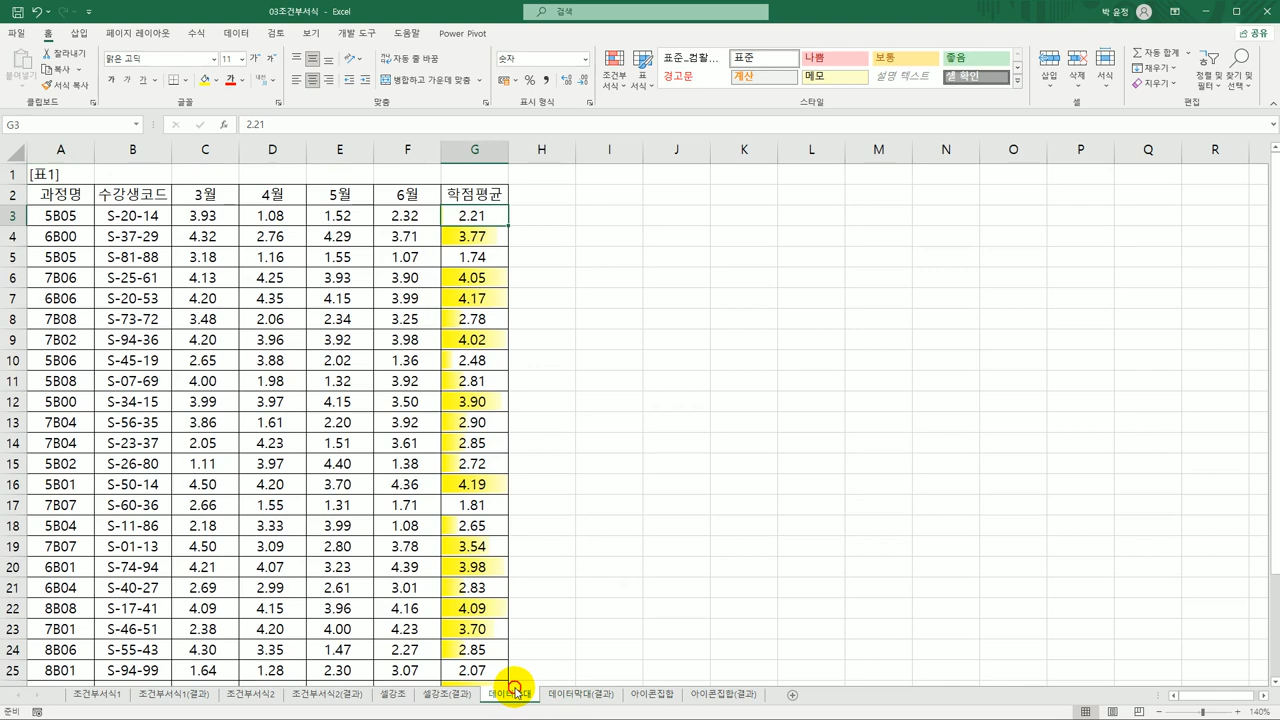 03조건부서식 - Excel
검색
박 윤정
파일 홈 삽입 페이지 레이아웃 수식 데이터 검토 보기 개발 도구 도움말 Power Pivot
공유
붙여넣기
잘라내기
복사
서식 복사
클립보드
맑은 고딕 11
가 가 가
글꼴
자동 줄 바꿈
병합하고 가운데 맞춤
맞춤
숫자
표시 형식
조건부 서식
표 서식
표준_컴활... 표준 나쁨 보통 좋음
경고문 계산 메모 설명 텍스트 셀 확인
스타일
삽입 삭제 서식
셀
자동 합계
채우기
지우기
정렬 및 필터
찾기 및 선택
편집
G3 fx 2.21
A B C D E F G H I J K L M N O P Q R
1 [표1]
2 과정명 수강생코드 3월 4월 5월 6월 학점평균
3 5B05 S-20-14 3.93 1.08 1.52 2.32 2.21
4 6B00 S-37-29 4.32 2.76 4.29 3.71 3.77
5 5B05 S-81-88 3.18 1.16 1.55 1.07 1.74
6 7B06 S-25-61 4.13 4.25 3.93 3.90 4.05
7 6B06 S-20-53 4.20 4.35 4.15 3.99 4.17
8 7B08 S-73-72 3.48 2.06 2.34 3.25 2.78
9 7B02 S-94-36 4.20 3.96 3.92 3.98 4.02
10 5B06 S-45-19 2.65 3.88 2.02 1.36 2.48
11 5B08 S-07-69 4.00 1.98 1.32 3.92 2.81
12 5B00 S-34-15 3.99 3.97 4.15 3.50 3.90
13 7B04 S-56-35 3.86 1.61 2.20 3.92 2.90
14 7B04 S-23-37 2.05 4.23 1.51 3.61 2.85
15 5B02 S-26-80 1.11 3.97 4.40 1.38 2.72
16 5B01 S-50-14 4.50 4.20 3.70 4.36 4.19
17 7B07 S-60-36 2.66 1.55 1.31 1.71 1.81
18 5B04 S-11-86 2.18 3.33 3.99 1.08 2.65
19 7B07 S-01-13 4.50 3.09 2.80 3.78 3.54
20 6B01 S-74-94 4.21 4.07 3.23 4.39 3.98
21 6B04 S-40-27 2.69 2.99 2.61 3.01 2.83
22 8B08 S-17-41 4.09 4.15 3.96 4.16 4.09
23 7B01 S-46-51 2.38 4.20 4.00 4.23 3.70
24 8B06 S-55-43 4.30 3.35 1.47 2.27 2.85
25 8B01 S-94-99 1.64 1.28 2.30 3.07 2.07
조건부서식1 조건부서식1(결과) 조건부서식2 조건부서식2(결과) 셀강조 셀강조(결과) 데이터막대 데이터막대(결과) 아이콘집합 아이콘집합(결과)
준비
140%